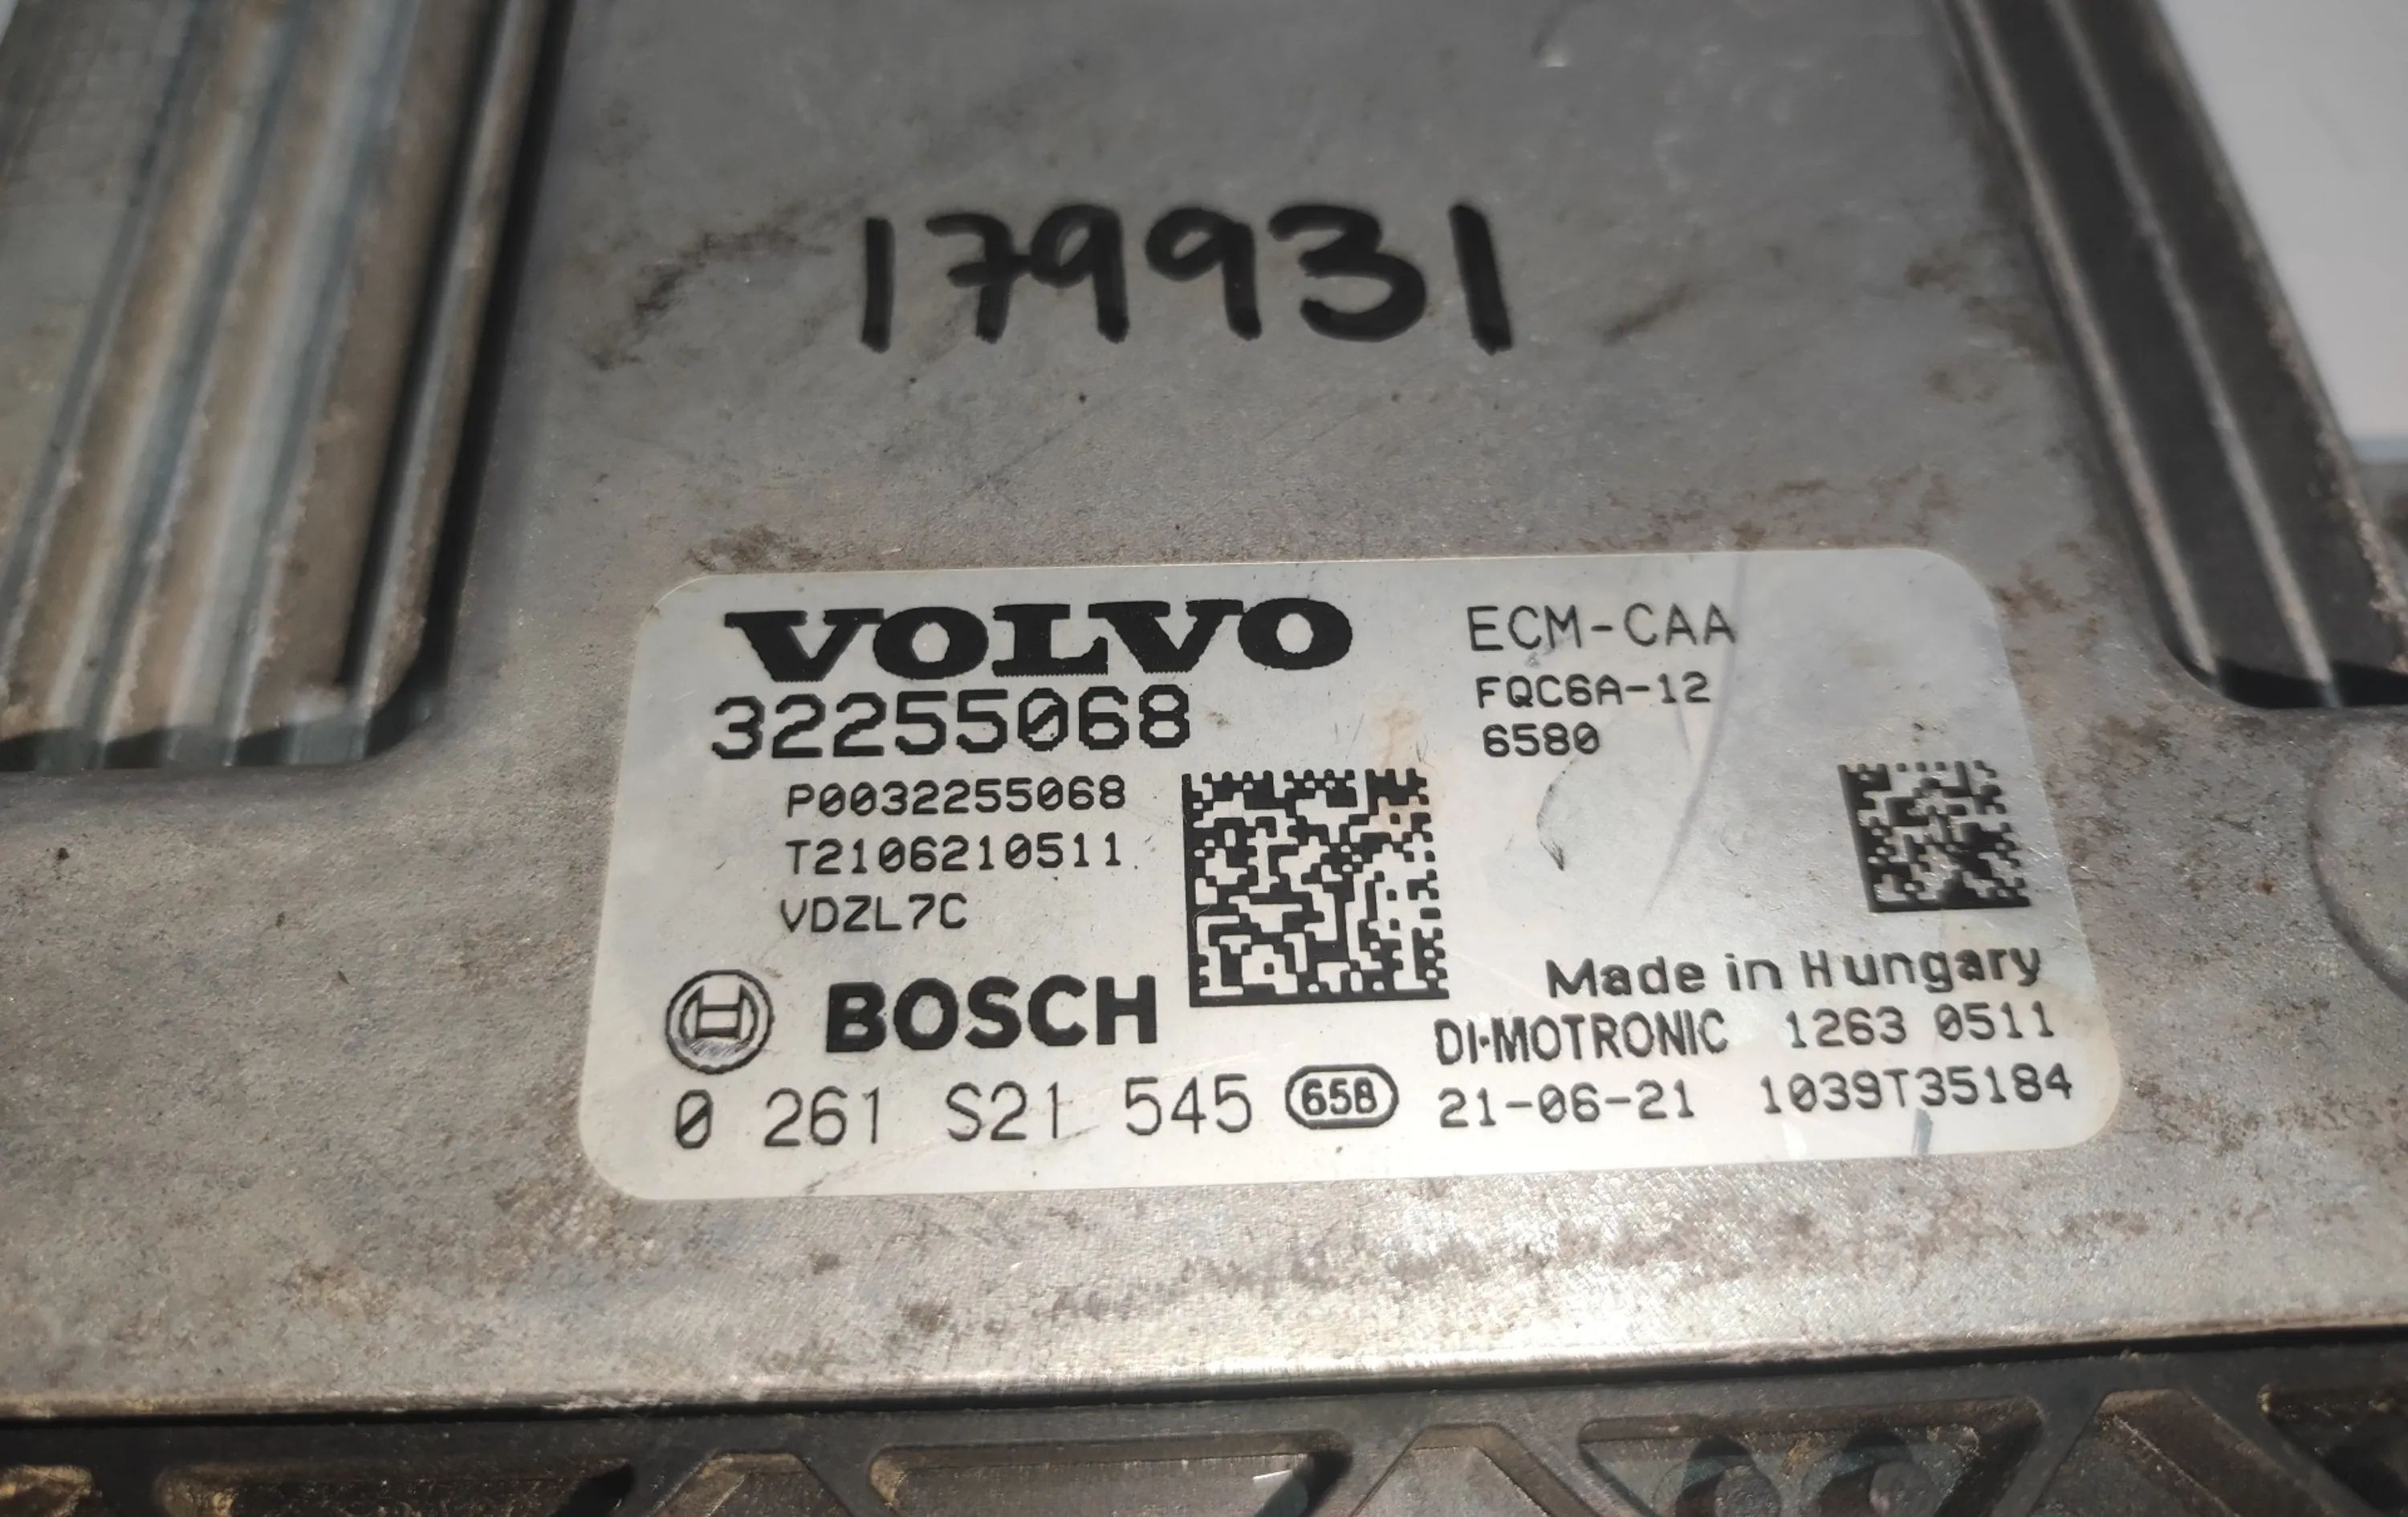 179931
VOLVO
32255068
P0032255068
T2106210511
VDZL7C
BOSCH
0 261 S21 545 658
ECM-CAA
FQC6A-12
6580
Made in Hungary
DI-MOTRONIC 1263 0511
21-06-21 1039T35184